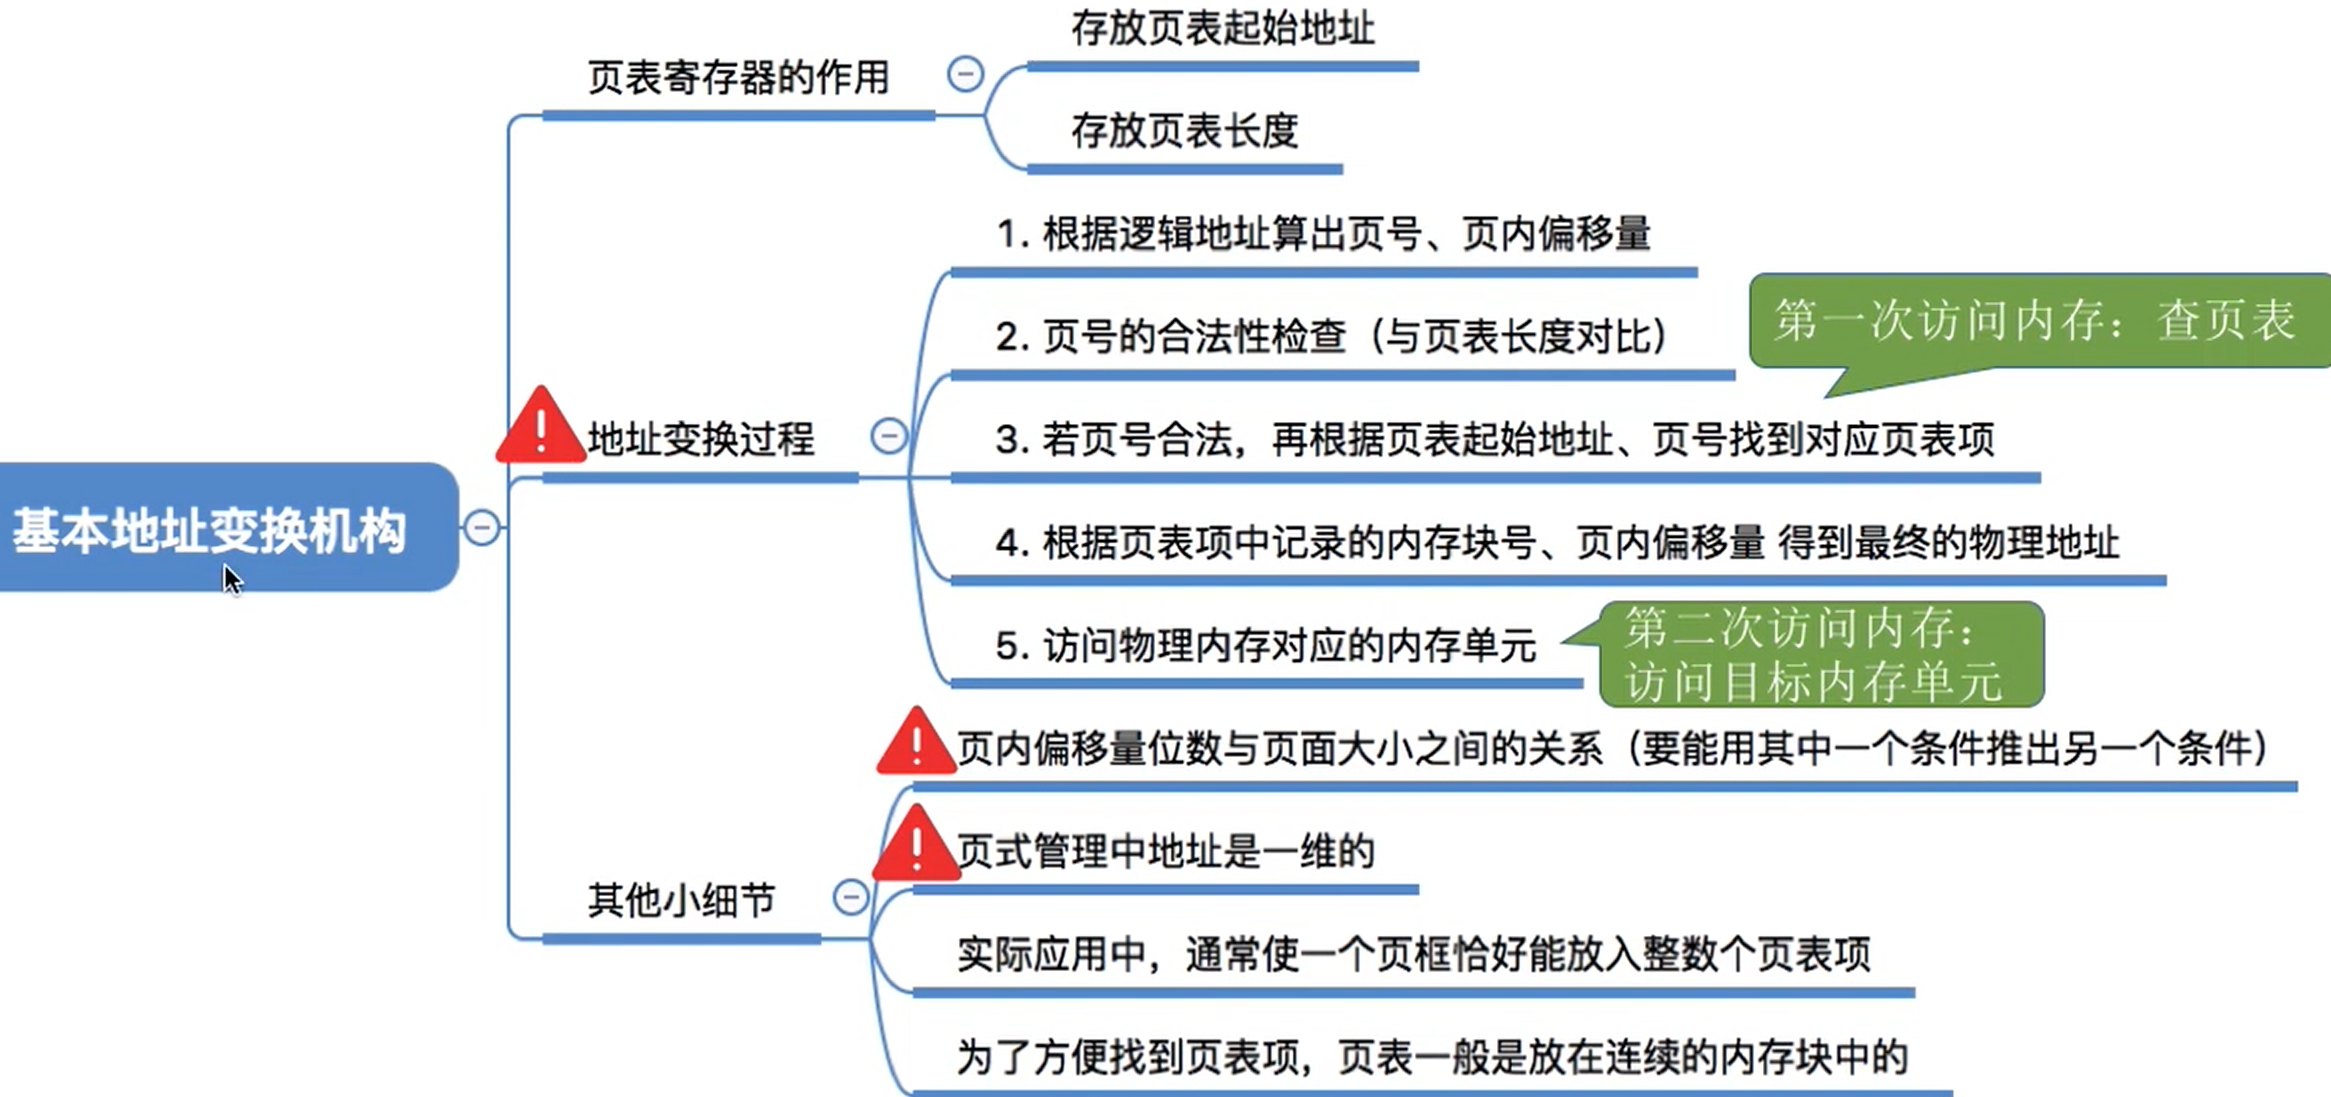 存放页表起始地址
页表寄存器的作用
存放页表长度
1. 根据逻辑地址算出页号、页内偏移量
2. 页号的合法性检查（与页表长度对比）
第一次访问内存：查页表
地址变换过程
3. 若页号合法，再根据页表起始地址、页号找到对应页表项
基本地址变换机构
4. 根据页表项中记录的内存块号、页内偏移量 得到最终的物理地址
5. 访问物理内存对应的内存单元
第二次访问内存：
访问目标内存单元
页内偏移量位数与页面大小之间的关系（要能用其中一个条件推出另一个条件）
页式管理中地址是一维的
其他小细节
实际应用中，通常使一个页框恰好能放入整数个页表项
为了方便找到页表项，页表一般是放在连续的内存块中的